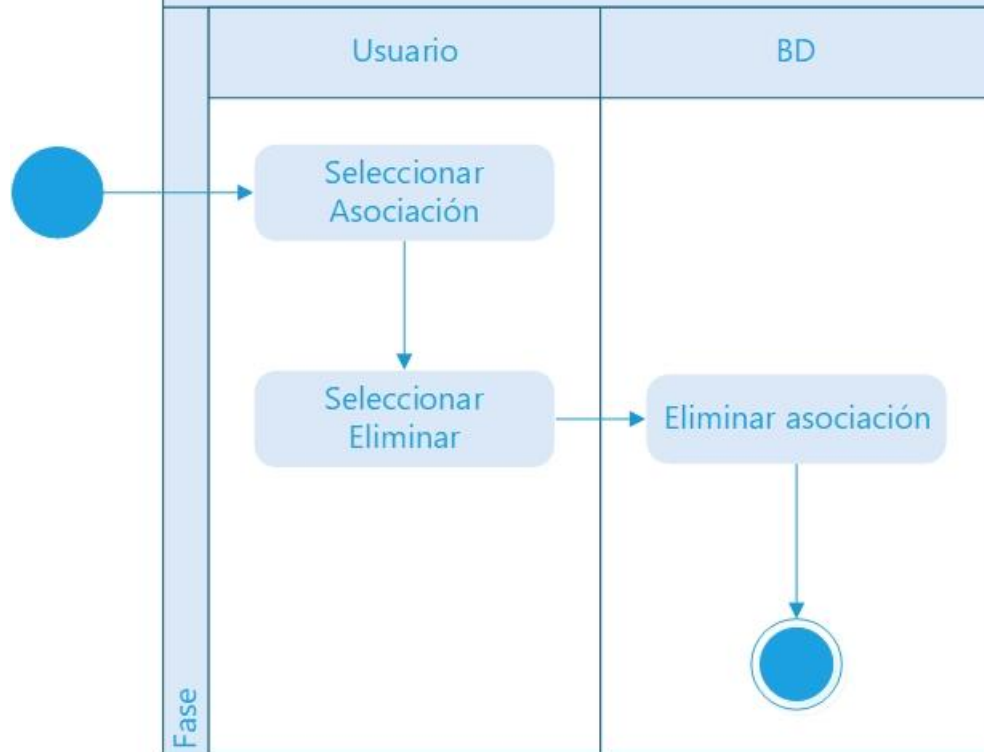 Usuario
BD
Seleccionar
Asociación
Seleccionar
Eliminar
Eliminar asociación
Fase